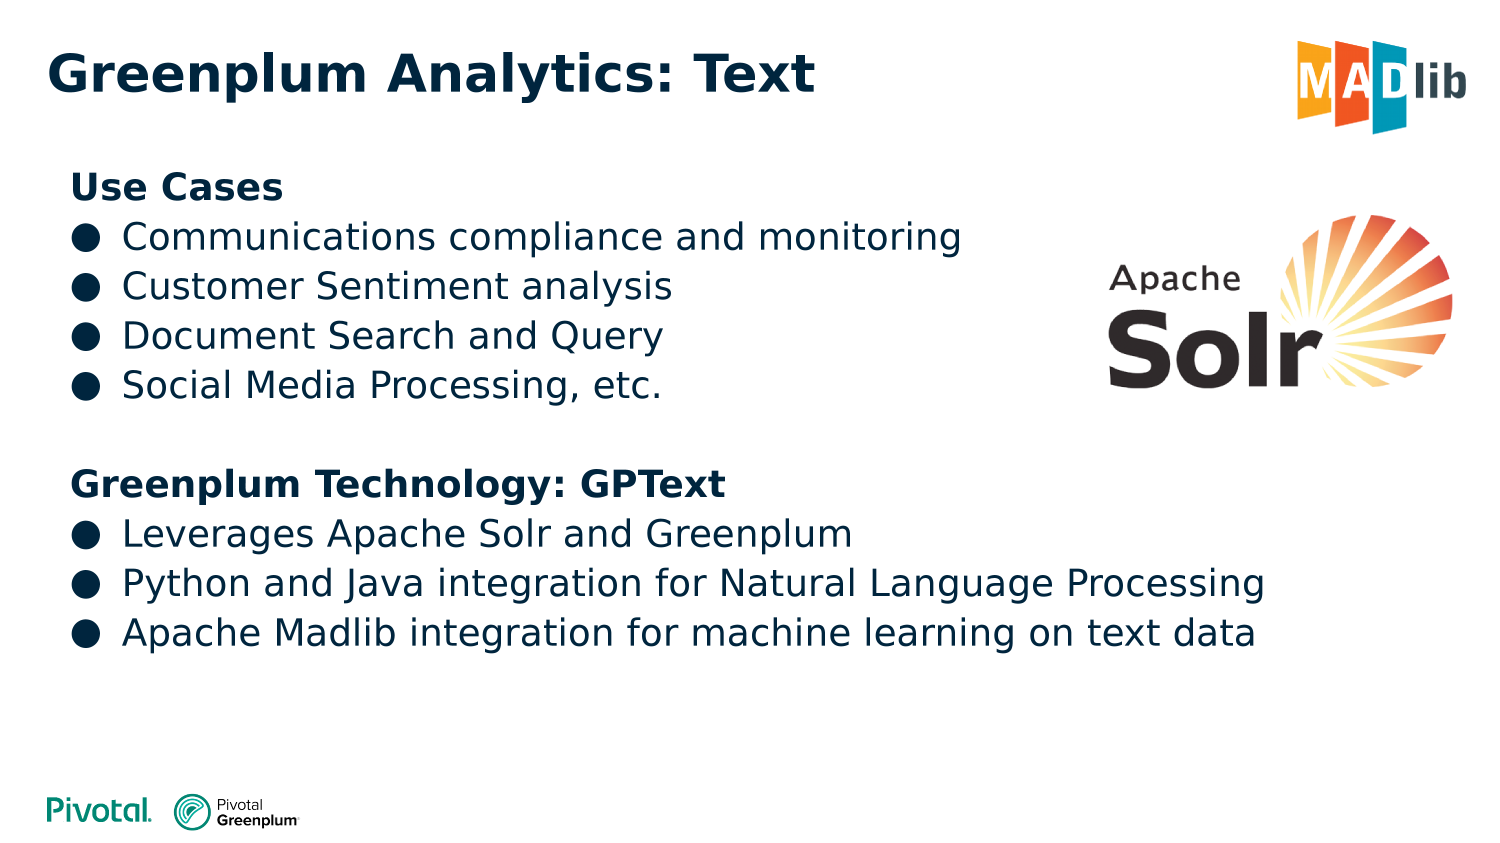 Greenplum Analytics: Text
MADlib
Use Cases
● Communications compliance and monitoring
● Customer Sentiment analysis
● Document Search and Query
● Social Media Processing, etc.
Apache
Solr
Greenplum Technology: GPText
● Leverages Apache Solr and Greenplum
● Python and Java integration for Natural Language Processing
● Apache Madlib integration for machine learning on text data
Pivotal.
Pivotal
Greenplum